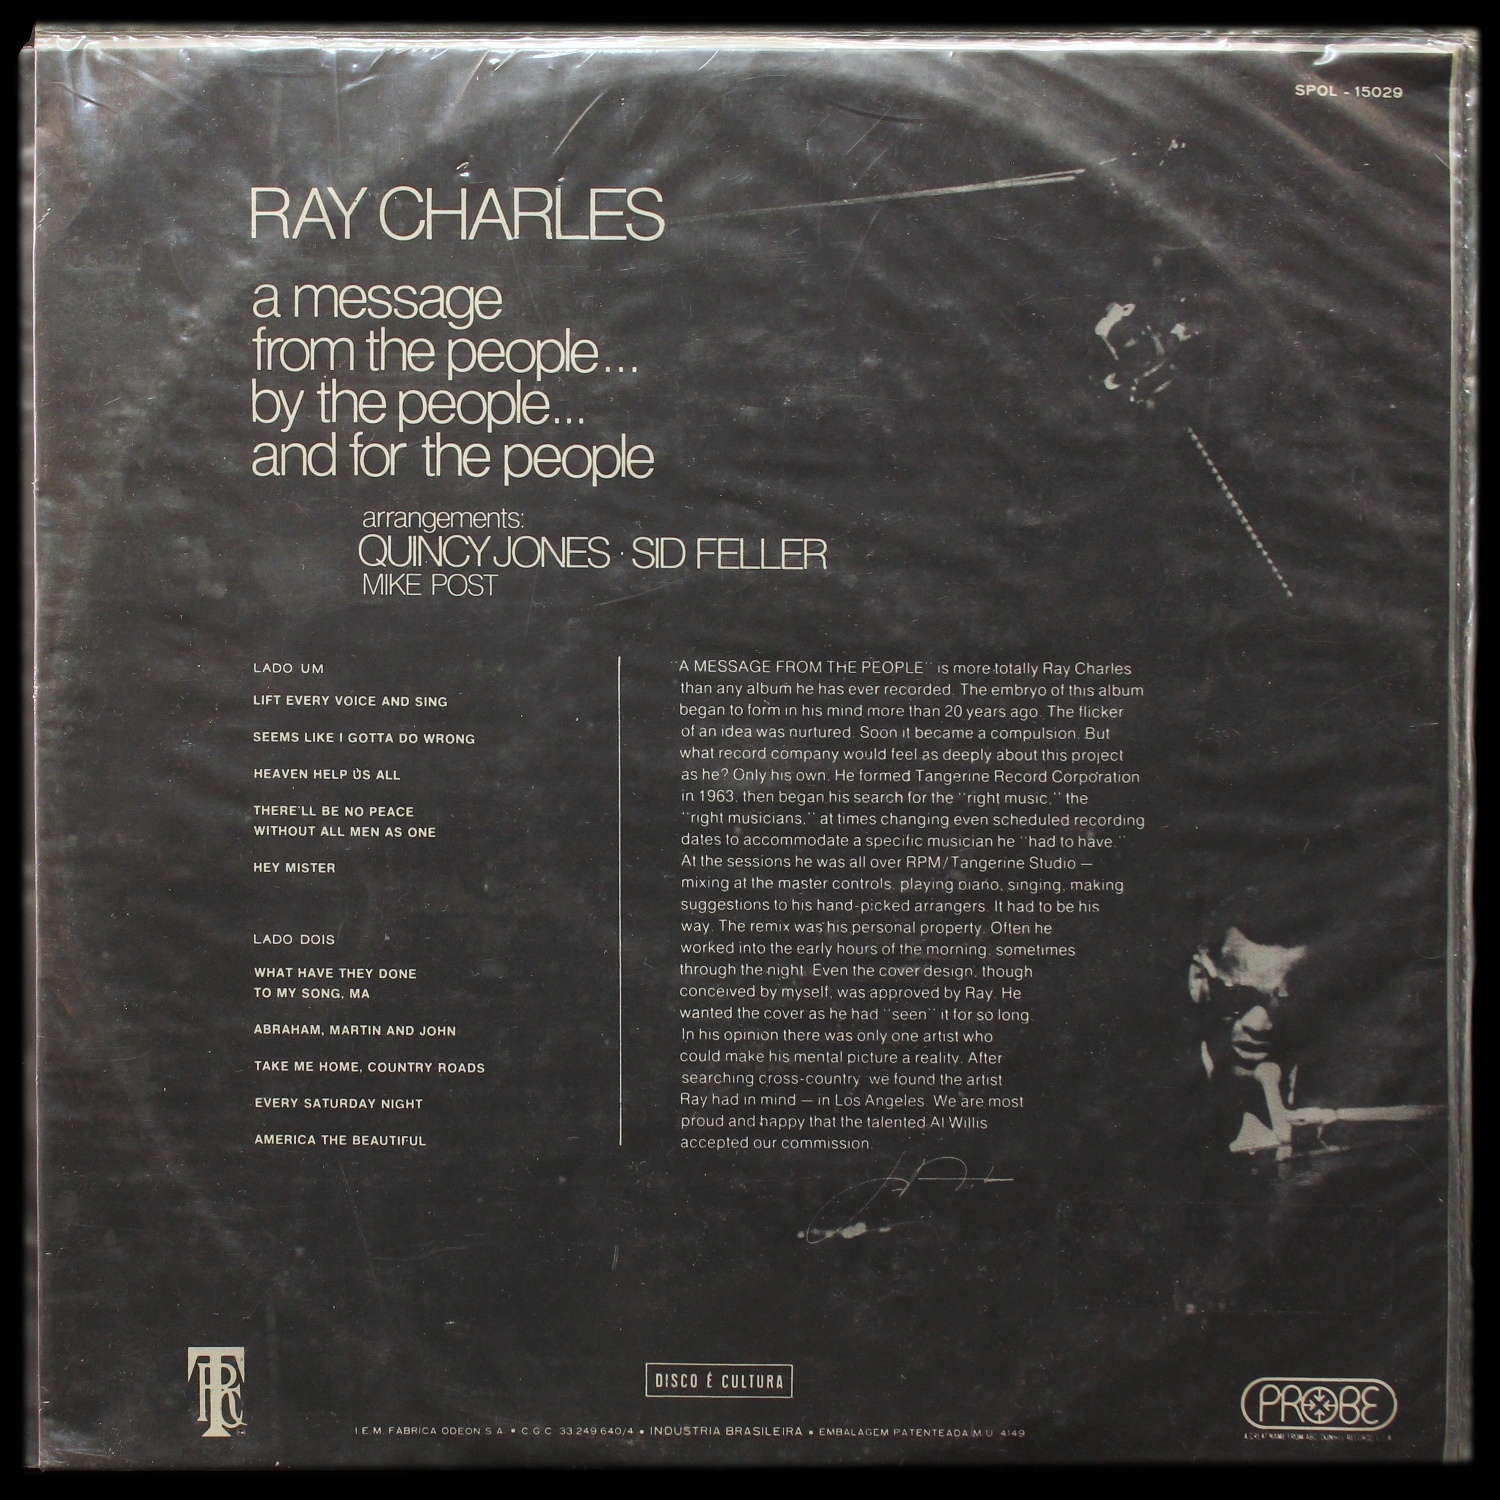 SPOL - 15029
RAY CHARLES
a message
from the people...
by the people...
and for the people
arrangements:
QUINCY JONES · SID FELLER
MIKE POST
LADO UM
LIFT EVERY VOICE AND SING
SEEMS LIKE I GOTTA DO WRONG
HEAVEN HELP US ALL
THERE'LL BE NO PEACE
WITHOUT ALL MEN AS ONE
HEY MISTER
LADO DOIS
WHAT HAVE THEY DONE
TO MY SONG, MA
ABRAHAM, MARTIN AND JOHN
TAKE ME HOME, COUNTRY ROADS
EVERY SATURDAY NIGHT
AMERICA THE BEAUTIFUL
"A MESSAGE FROM THE PEOPLE" is more totally Ray Charles
than any album he has ever recorded. The embryo of this album
began to form in his mind more than 20 years ago. The flicker
of an idea was nurtured. Soon it became a compulsion. But
what record company would feel as deeply about this project
as he? Only his own. He formed Tangerine Record Corporation
in 1963, then began his search for the "right music," the
"right musicians," at times changing even scheduled recording
dates to accommodate a specific musician he "had to have."
At the sessions he was all over RPM/Tangerine Studio —
mixing at the master controls, playing piano, singing, making
suggestions to his hand-picked arrangers. It had to be his
way. The remix was his personal property. Often he
worked into the early hours of the morning, sometimes
through the night. Even the cover design, though
conceived by myself, was approved by Ray. He
wanted the cover as he had "seen" it for so long.
In his opinion there was only one artist who
could make his mental picture a reality. After
searching cross-country we found the artist
Ray had in mind — in Los Angeles. We are most
proud and happy that the talented Al Willis
accepted our commission.
TRC
DISCO É CULTURA
PROBE
I.E.M. FABRICA ODEON S.A. • C G C 33.249.640/4 • INDÚSTRIA BRASILEIRA • EMBALAGEM PATENTEADA M.U. 4149